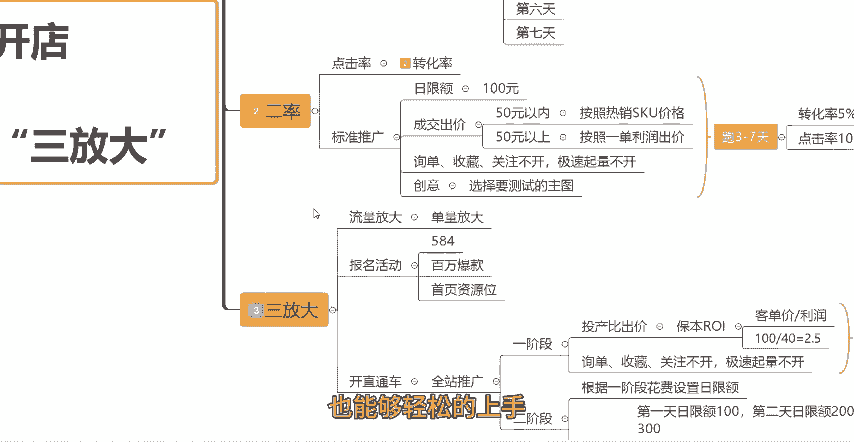 第六天
第七天
开店
“三放大”
2 二率
点击率
转化率
标准推广
日限额
100元
成交出价
50元以内
按照热销SKU价格
50元以上
按照一单利润出价
询单、收藏、关注不开，极速起量不开
创意
选择要测试的主图
跑3-7天
转化率5%
点击率10
3 三放大
流量放大
单量放大
报名活动
584
百万爆款
首页资源位
开直通车
全站推广
一阶段
投产比出价
保本ROI
客单价/利润
100/40=2.5
询单、收藏、关注不开，极速起量不开
二阶段
根据一阶段花费设置日限额
第一天日限额100，第二天日限额200
300
也能够轻松的上手